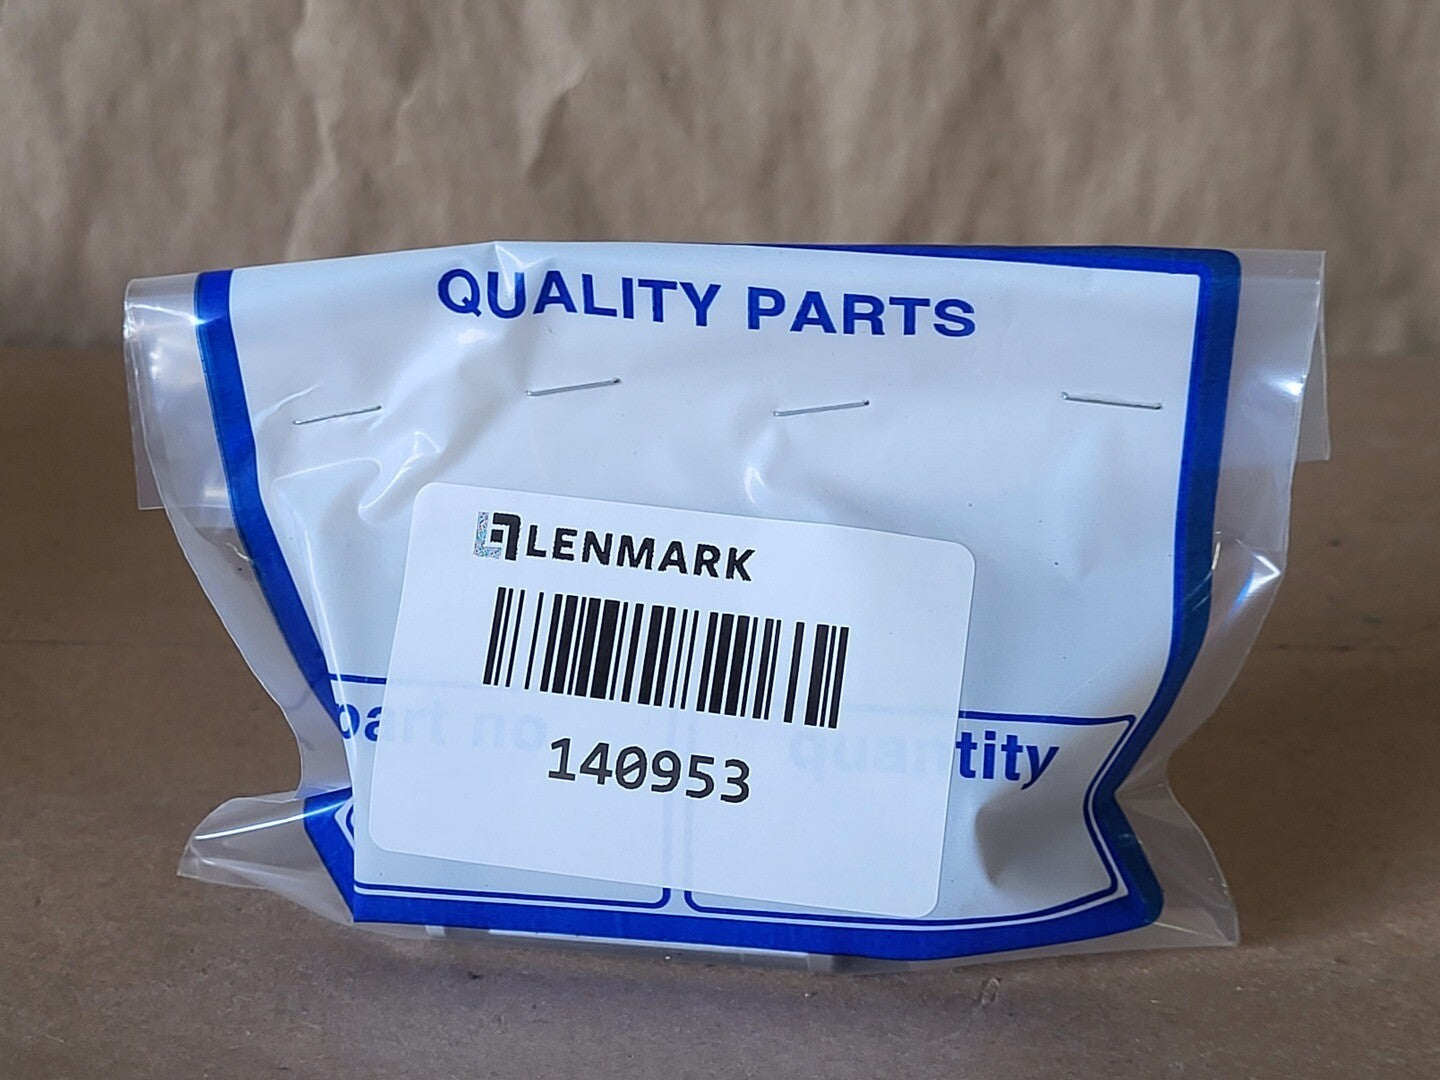 QUALITY PARTS
LENMARK
part no
quantity
140953